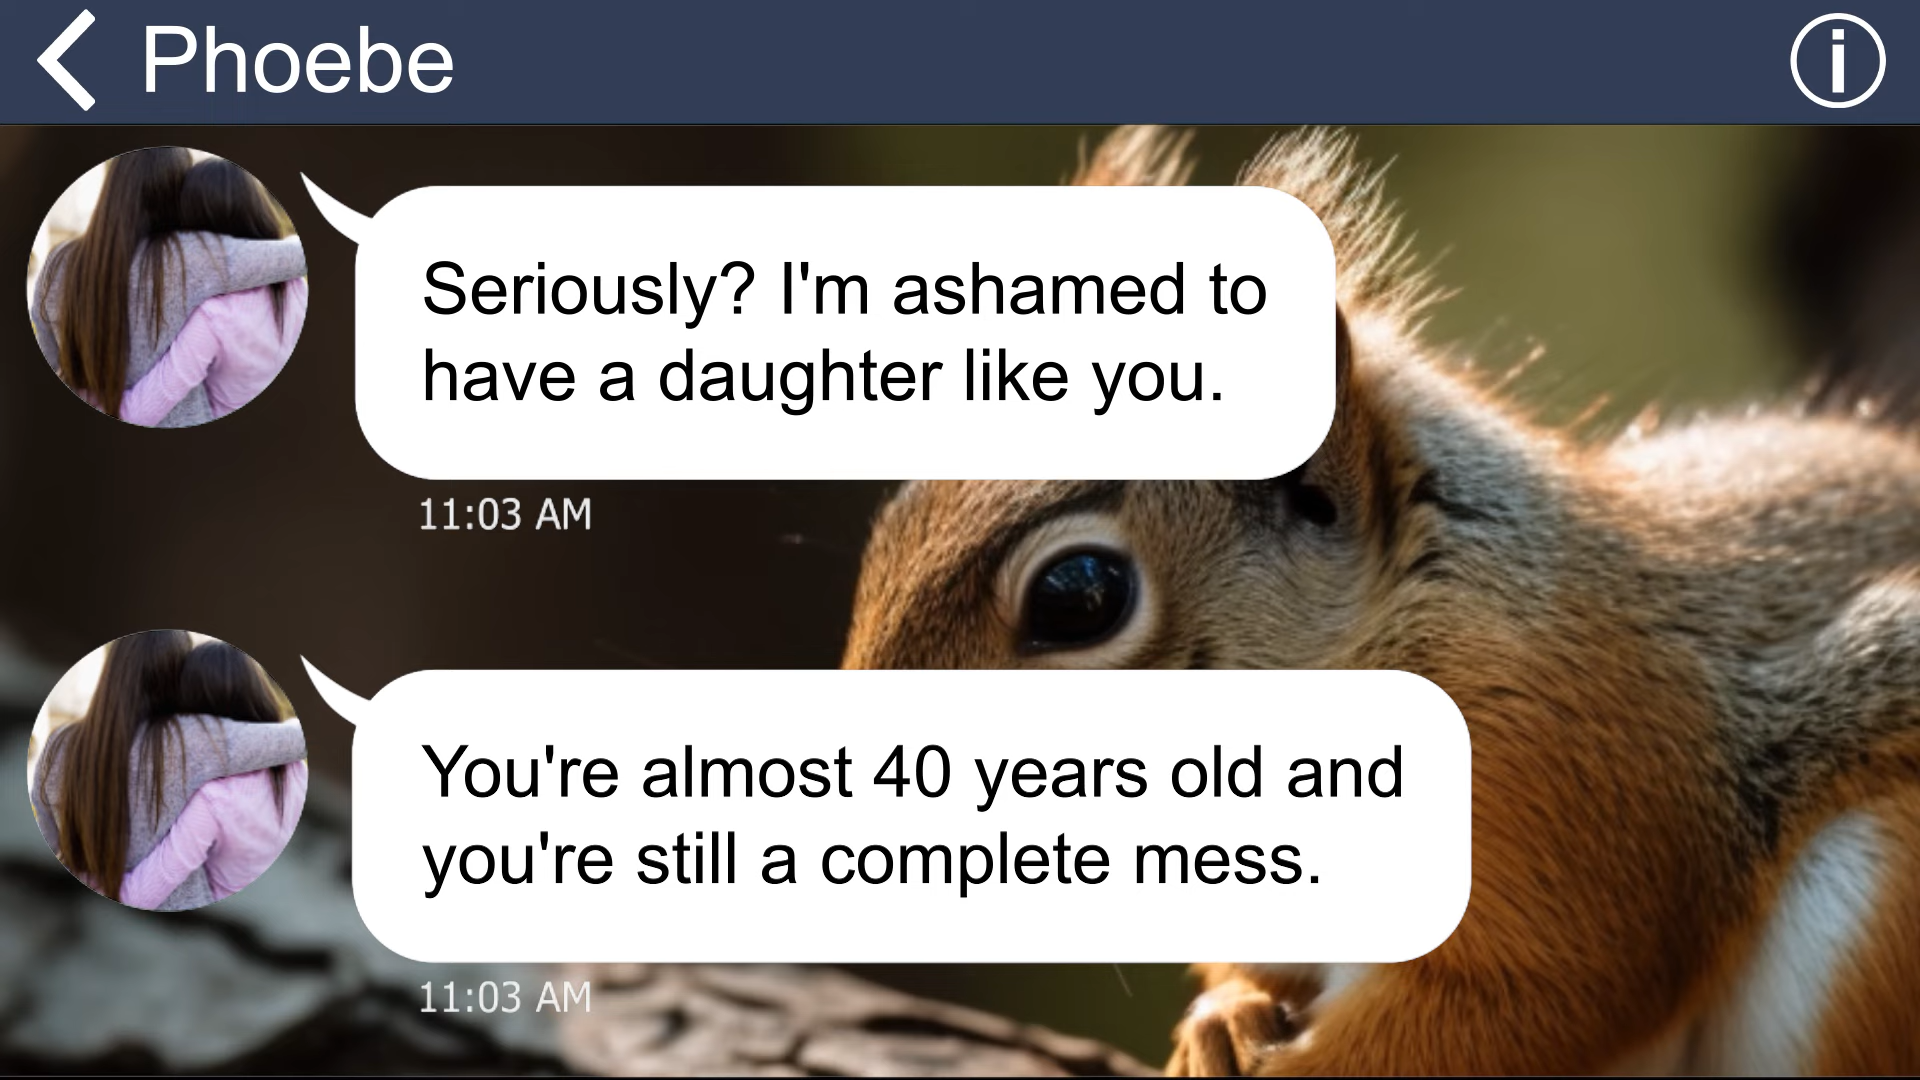 Phoebe
Seriously? I'm ashamed to
have a daughter like you.
11:03 AM
You're almost 40 years old and
you're still a complete mess.
11:03 AM